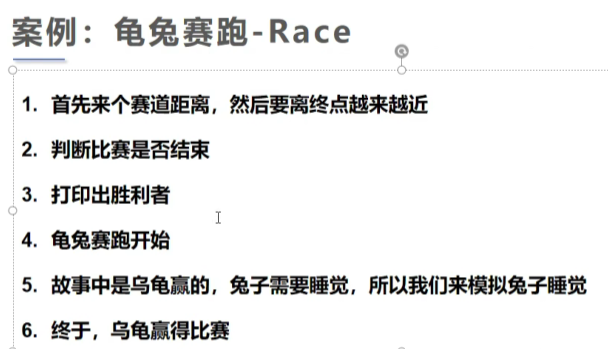 案例：龟兔赛跑-Race
1. 首先来个赛道距离，然后要离终点越来越近
2. 判断比赛是否结束
3. 打印出胜利者
4. 龟兔赛跑开始
5. 故事中是乌龟赢的，兔子需要睡觉，所以我们来模拟兔子睡觉
6. 终于，乌龟赢得比赛